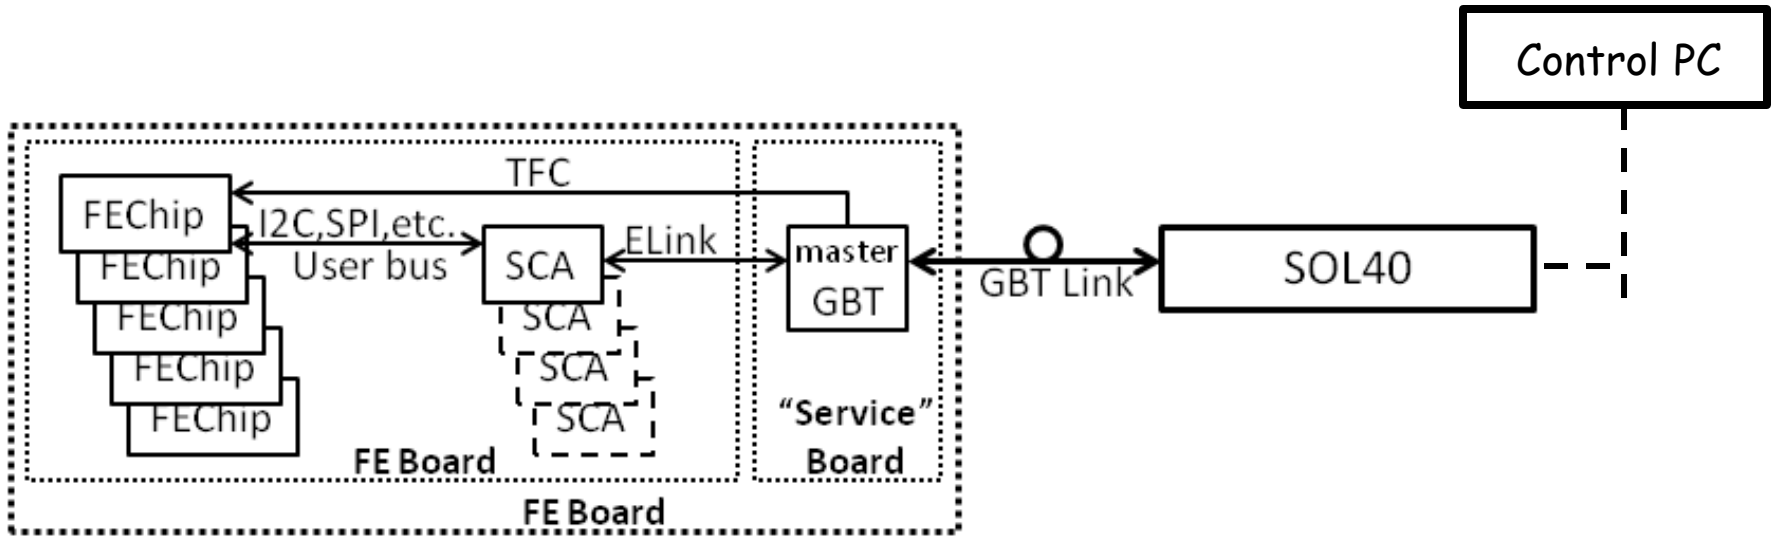 Control PC
TFC
FEChip
I2C,SPI,etc.
User bus
SCA
ELink
master
GBT
GBT Link
SOL40
FEChip
FEChip
FEChip
FEChip
SCA
SCA
SCA
“Service”
Board
FE Board
FE Board